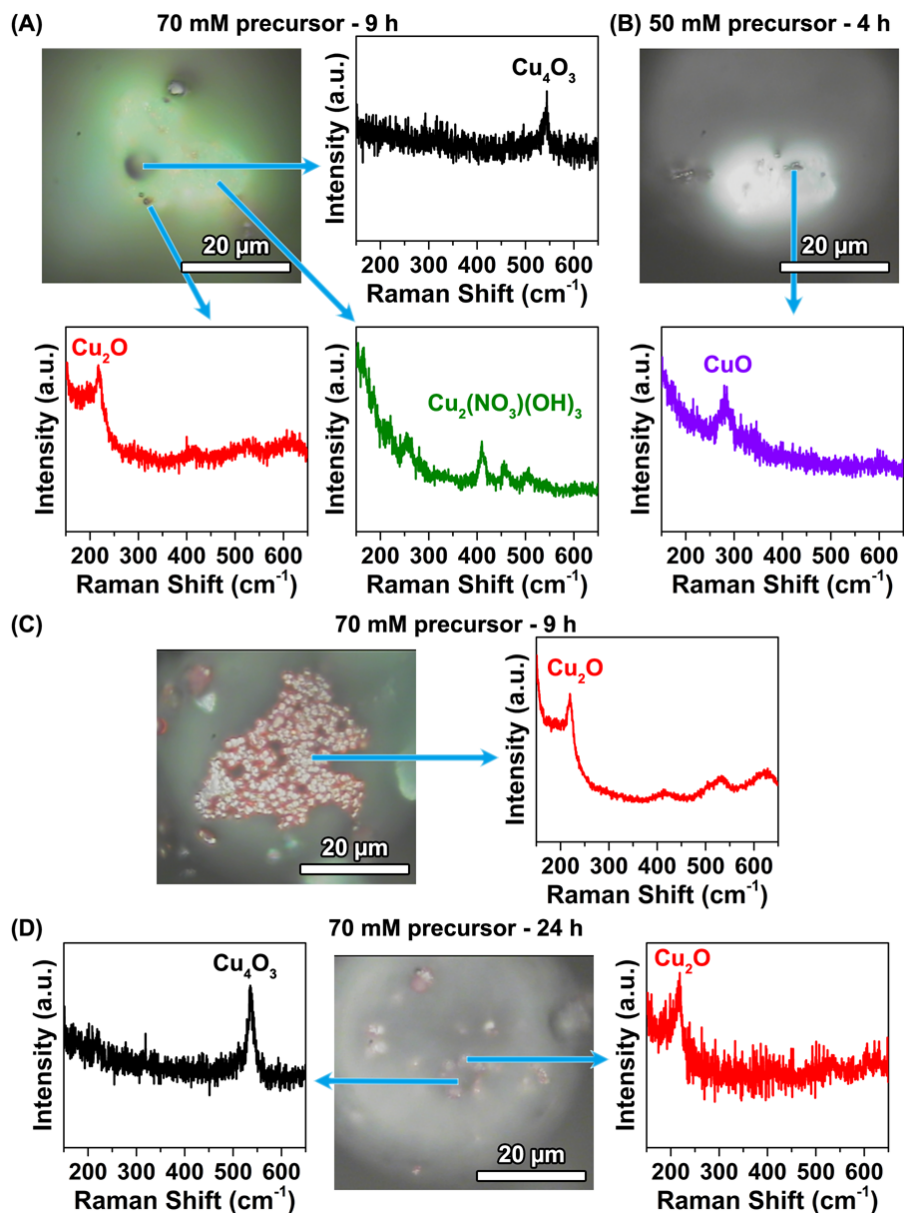 (A) 70 mM precursor - 9 h
(B) 50 mM precursor - 4 h
20 µm
Intensity (a.u.)
Cu₄O₃
200 300 400 500 600
Raman Shift (cm⁻¹)
20 µm
Intensity (a.u.)
Cu₂O
200 300 400 500 600
Raman Shift (cm⁻¹)
Intensity (a.u.)
Cu₂(NO₃)(OH)₃
200 300 400 500 600
Raman Shift (cm⁻¹)
Intensity (a.u.)
CuO
200 300 400 500 600
Raman Shift (cm⁻¹)
(C) 70 mM precursor - 9 h
20 µm
Intensity (a.u.)
Cu₂O
200 300 400 500 600
Raman Shift (cm⁻¹)
(D) 70 mM precursor - 24 h
Intensity (a.u.)
Cu₄O₃
200 300 400 500 600
Raman Shift (cm⁻¹)
20 µm
Intensity (a.u.)
Cu₂O
200 300 400 500 600
Raman Shift (cm⁻¹)